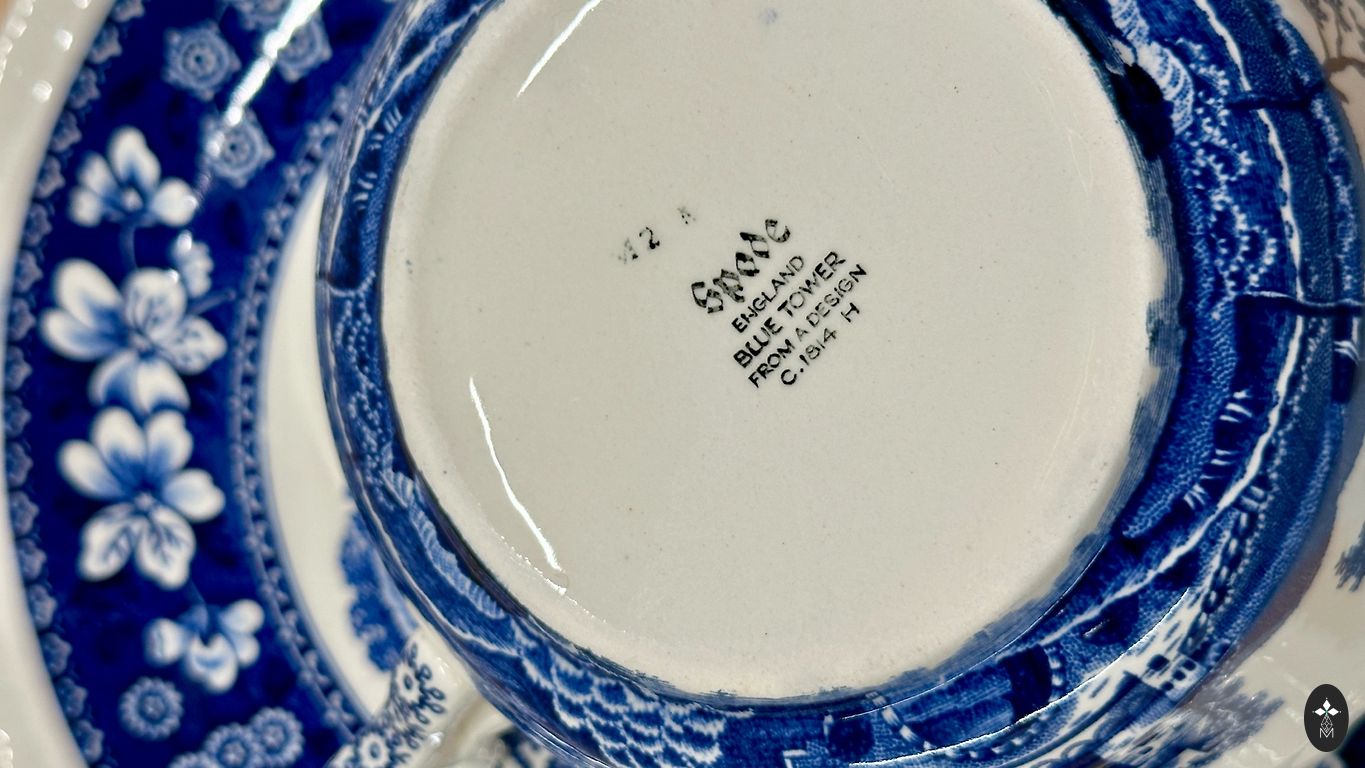 Spode
ENGLAND
BLUE TOWER
FROM A DESIGN
C.1814 H